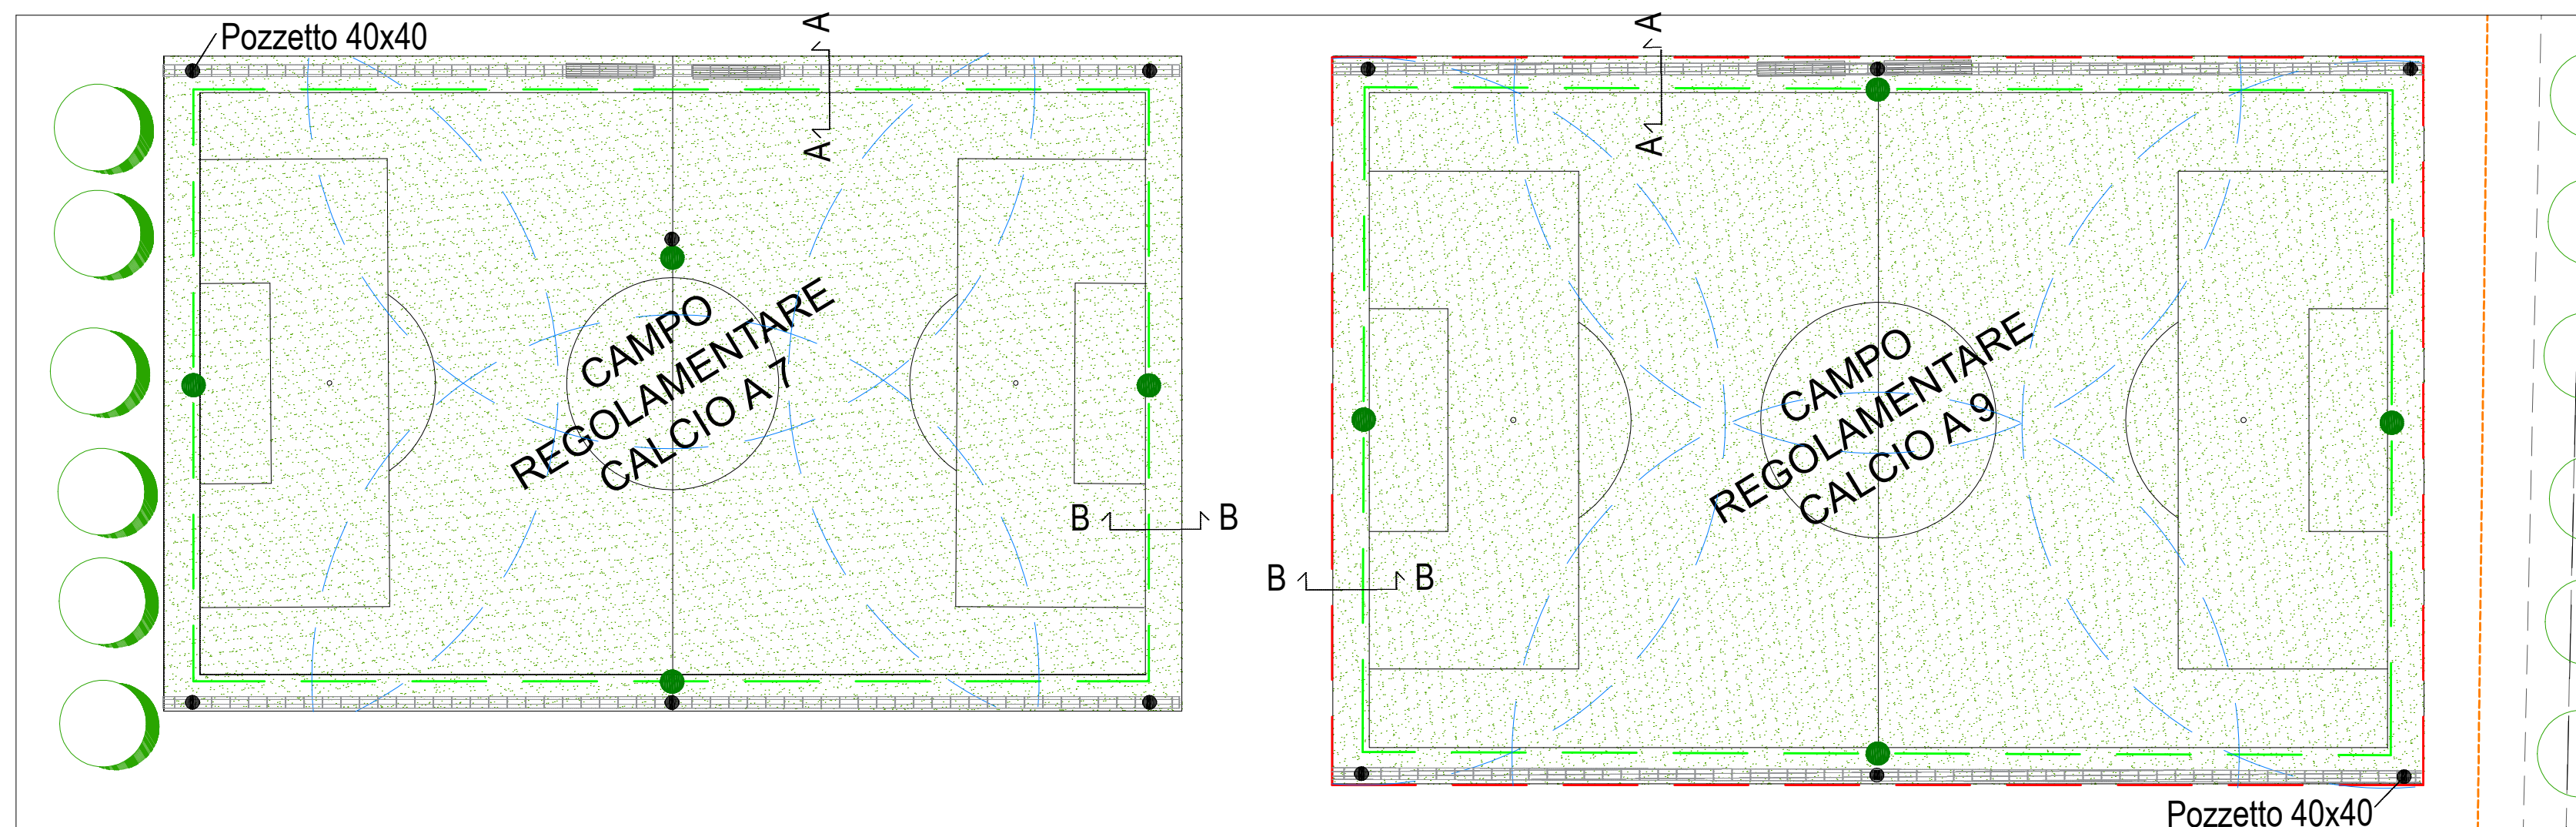 Pozzetto 40x40
A
A
A
A
CAMPO
REGOLAMENTARE
CALCIO A 7
CAMPO
REGOLAMENTARE
CALCIO A 9
B B
B B
Pozzetto 40x40